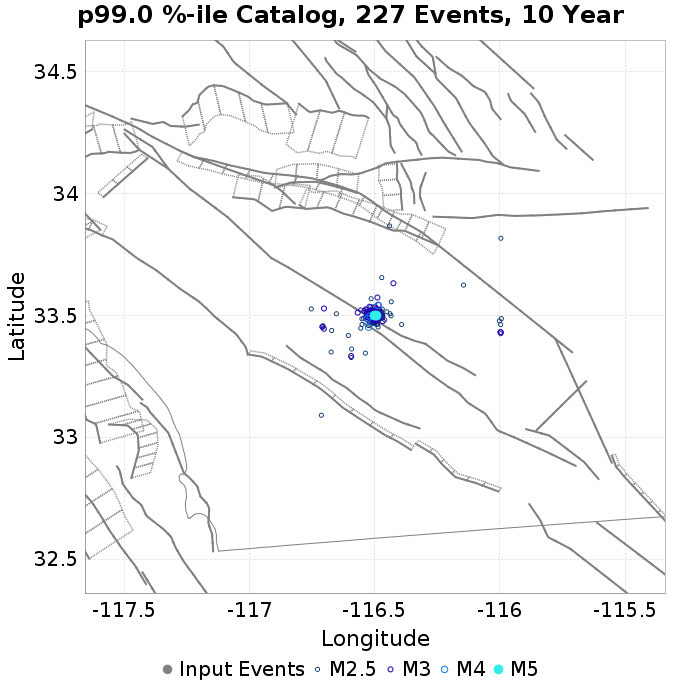 p99.0 %-ile Catalog, 227 Events, 10 Year
34.5
34
33.5
33
32.5
Latitude
-117.5 -117 -116.5 -116 -115.5
Longitude
Input Events M2.5 M3 M4 M5